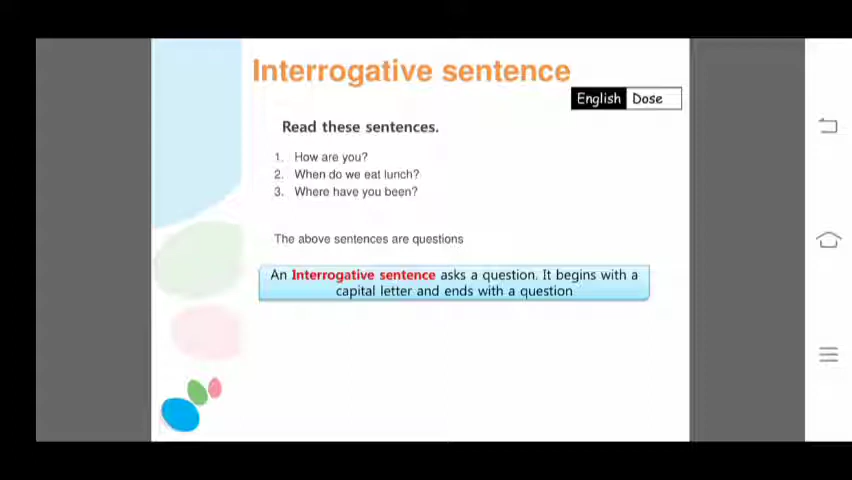 Interrogative sentence
English Dose
Read these sentences.
1. How are you?
2. When do we eat lunch?
3. Where have you been?
The above sentences are questions
An Interrogative sentence asks a question. It begins with a
capital letter and ends with a question